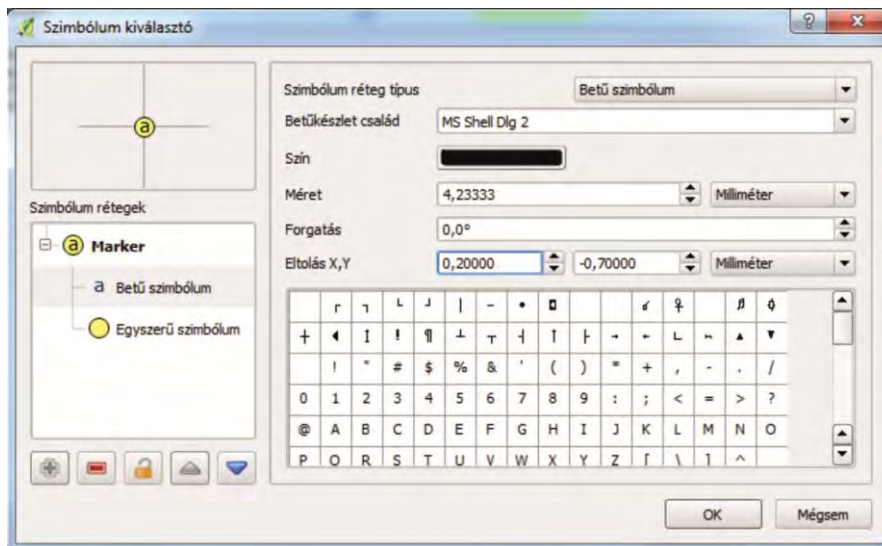 Szimbólum kiválasztó
a
Szimbólum rétegek
Marker
a Betű szimbólum
Egyszerű szimbólum
Szimbólum réteg típus Betű szimbólum
Betűkészlet család MS Shell Dlg 2
Szín
Méret 4,23333 Milliméter
Forgatás 0,0°
Eltolás X,Y 0,20000 -0,70000 Milliméter
! " # $ % & ' ( ) * + , - . /
0 1 2 3 4 5 6 7 8 9 : ; < = > ?
@ A B C D E F G H I J K L M N O
P Q R S T U V W X Y Z [ \ ] ^
OK Mégsem